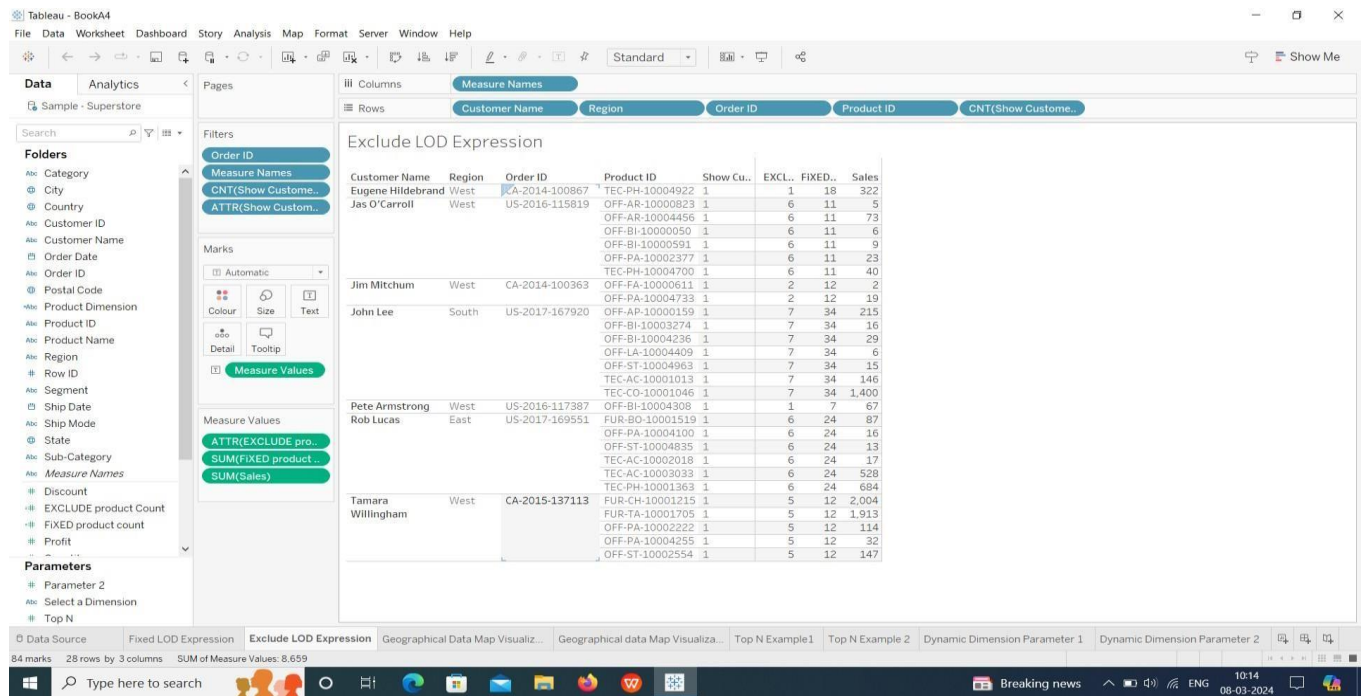 Tableau - BookA4
File Data Worksheet Dashboard Story Analysis Map Format Server Window Help
Standard
Show Me
Data Analytics
Pages
Columns Measure Names
Sample - Superstore
Rows Customer Name Region Order ID Product ID CNT(Show Custome..
Search
Filters
Exclude LOD Expression
Folders
Order ID
Abc Category
Measure Names
City
CNT(Show Custome..
Country
ATTR(Show Custom..
Abc Customer ID
Abc Customer Name
Order Date
Marks
Abc Order ID
Automatic
Postal Code
Abc Product Dimension
Colour Size Text
Abc Product ID
Abc Product Name
Detail Tooltip
Abc Region
# Row ID
Measure Values
Abc Segment
Ship Date
Abc Ship Mode
Measure Values
State
ATTR(EXCLUDE pro..
Abc Sub-Category
SUM(FiXED product ..
Abc Measure Names
SUM(Sales)
# Discount
# EXCLUDE product Count
# FiXED product count
# Profit
Parameters
# Parameter 2
Abc Select a Dimension
# Top N
Customer Name Region Order ID Product ID Show Cu.. EXCL.. FiXED.. Sales
Eugene Hildebrand West CA-2014-100867 TEC-PH-10004922 1 1 18 322
Jas O'Carroll West US-2016-115819 OFF-AR-10000823 1 6 11 5
OFF-AR-10004456 1 6 11 73
OFF-BI-10000050 1 6 11 6
OFF-BI-10000591 1 6 11 9
OFF-PA-10002377 1 6 11 23
TEC-PH-10004700 1 6 11 40
Jim Mitchum West CA-2014-100363 OFF-FA-10000611 1 2 12 2
OFF-PA-10004733 1 2 12 19
John Lee South US-2017-167920 OFF-AP-10000159 1 7 34 215
OFF-BI-10003274 1 7 34 16
OFF-BI-10004236 1 7 34 29
OFF-LA-10004409 1 7 34 6
OFF-ST-10004963 1 7 34 15
TEC-AC-10001013 1 7 34 146
TEC-CO-10001046 1 7 34 1,400
Pete Armstrong West US-2016-117387 OFF-BI-10004308 1 1 7 67
Rob Lucas East US-2017-169551 FUR-BO-10001519 1 6 24 87
OFF-PA-10004100 1 6 24 16
OFF-ST-10004835 1 6 24 13
TEC-AC-10002018 1 6 24 17
TEC-AC-10003033 1 6 24 528
TEC-PH-10001363 1 6 24 684
Tamara West CA-2015-137113 FUR-CH-10001215 1 5 12 2,004
Willingham FUR-TA-10001705 1 5 12 1,913
OFF-PA-10002222 1 5 12 114
OFF-PA-10004255 1 5 12 32
OFF-ST-10002554 1 5 12 147
Data Source Fixed LOD Expression Exclude LOD Expression Geographical Data Map Visualiz... Geographical data Map Visualiza... Top N Example1 Top N Example 2 Dynamic Dimension Parameter 1 Dynamic Dimension Parameter 2
84 marks 28 rows by 3 columns SUM of Measure Values: 8,659
Type here to search
Breaking news ENG 10:14
08-03-2024